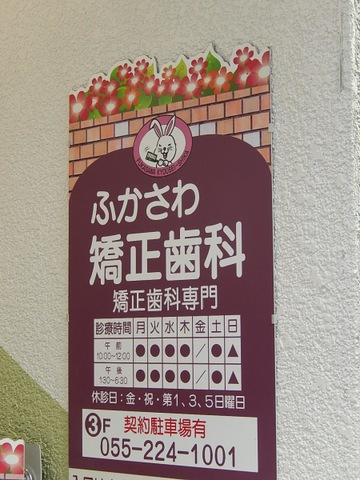 ふかさわ
矯正歯科
矯正歯科専門
診療時間 月 火 水 木 金 土 日
午前 10:00~12:00 ● ● ● ● / ● ▲
午後 1:30~6:30 ● ● ● ● / ● ▲
休診日:金・祝・第1、3、5日曜日
③F 契約駐車場有
055-224-1001